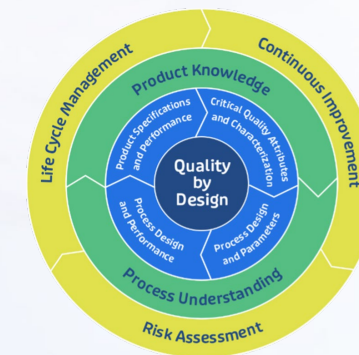 Life Cycle Management
Continuous Improvement
Product Knowledge
Product Specifications
and Performance
Critical Quality Attributes
and Characterization
Quality
by
Design
Process Design
and Performance
Process Design
and Parameters
Process Understanding
Risk Assessment